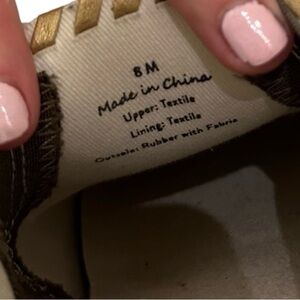 8 M
Made in China
Upper: Textile
Lining: Textile
Outsole: Rubber with Fabric